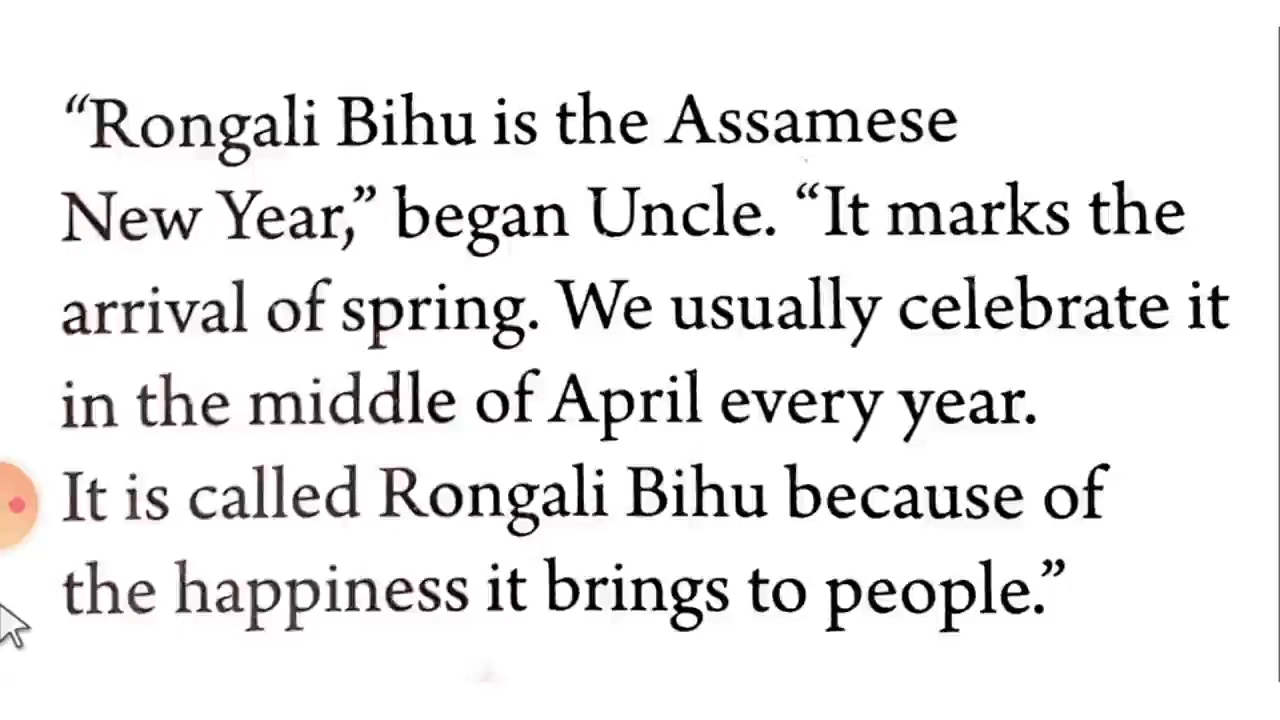 “Rongali Bihu is the Assamese
New Year,” began Uncle. “It marks the
arrival of spring. We usually celebrate it
in the middle of April every year.
It is called Rongali Bihu because of
the happiness it brings to people.”